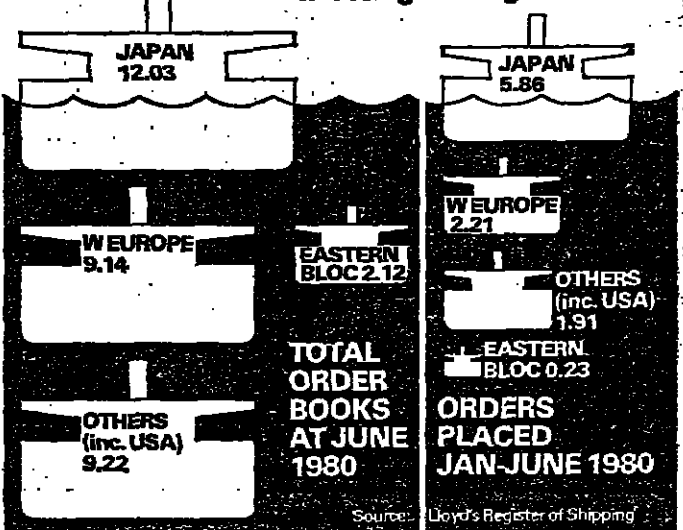 JAPAN
12.03
W EUROPE
9.14
EASTERN
BLOC 2.12
OTHERS
(inc. USA)
9.22
TOTAL
ORDER
BOOKS
AT JUNE
1980
JAPAN
5.86
W EUROPE
2.21
OTHERS
(inc. USA)
1.91
EASTERN
BLOC 0.23
ORDERS
PLACED
JAN-JUNE 1980
Source: Lloyd's Register of Shipping